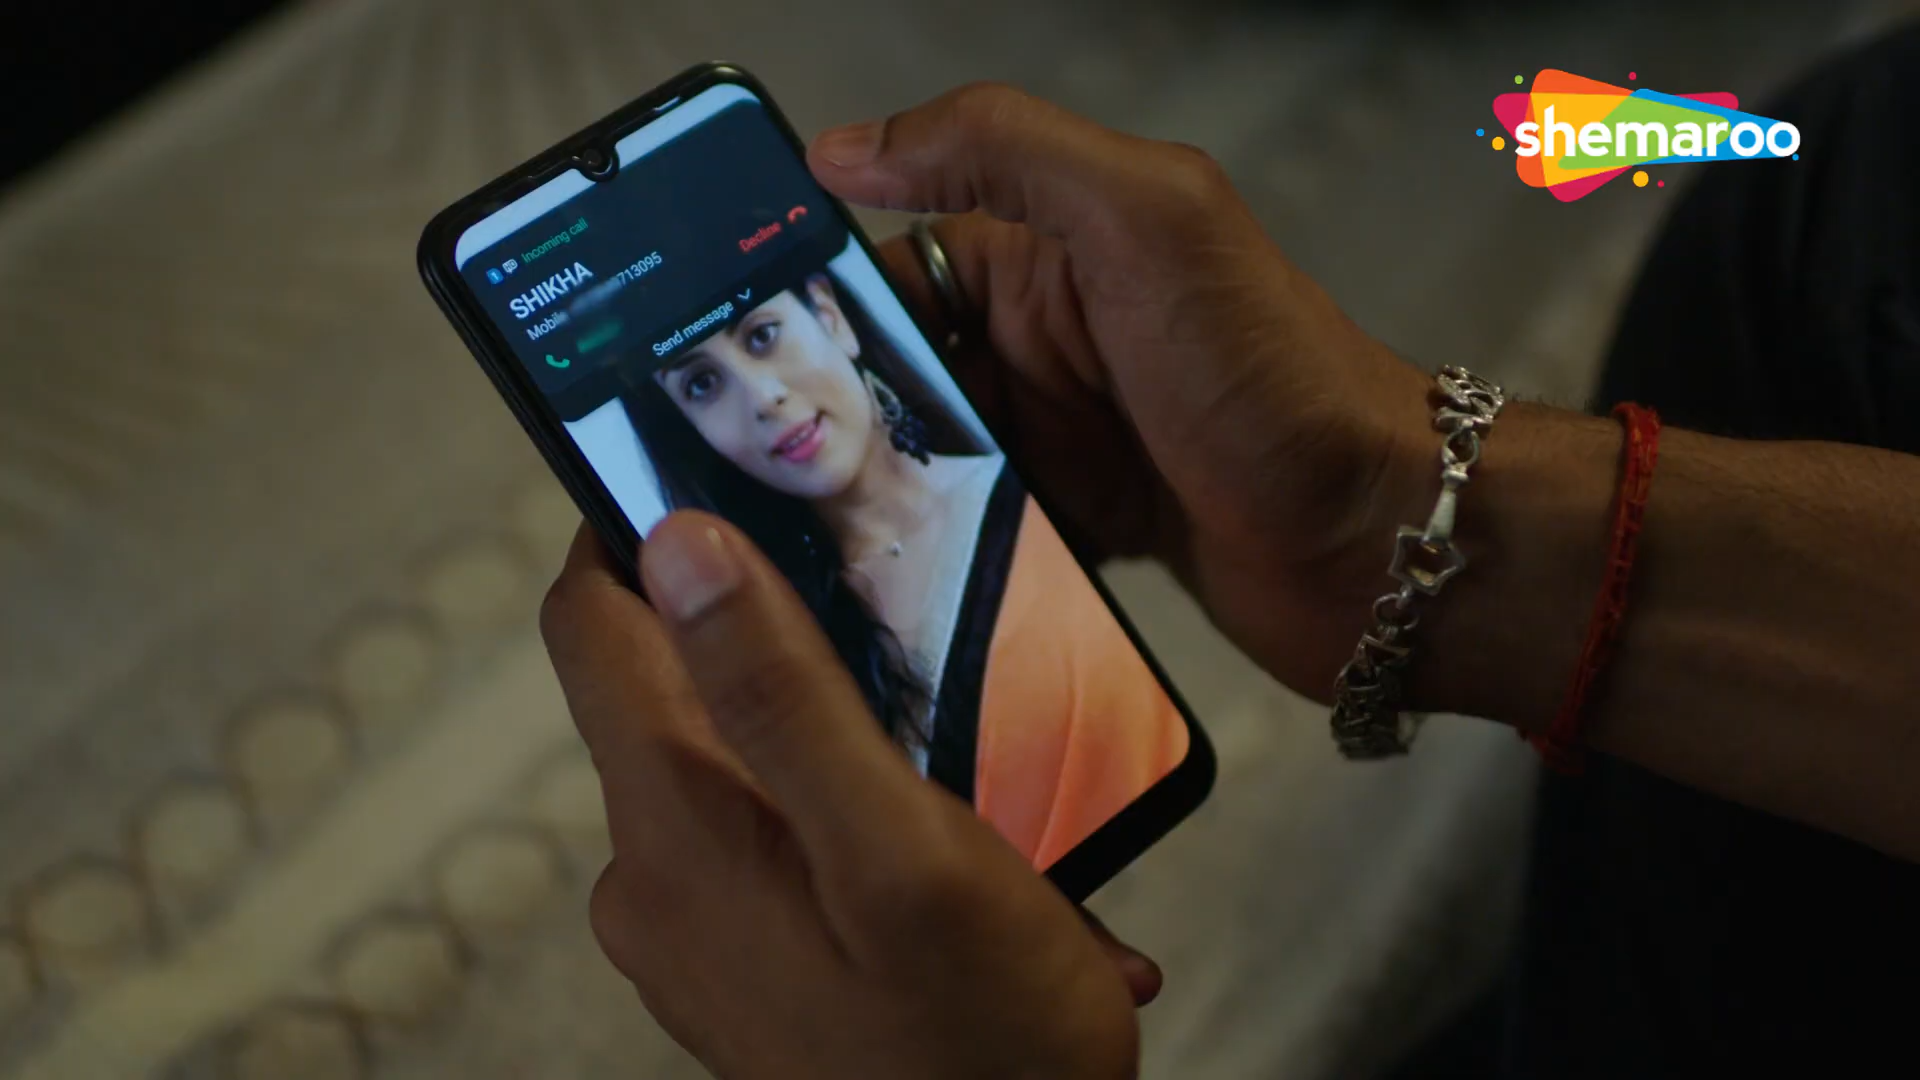 shemaroo
Incoming call
SHIKHA
Decline
Mobile 713095
Send message